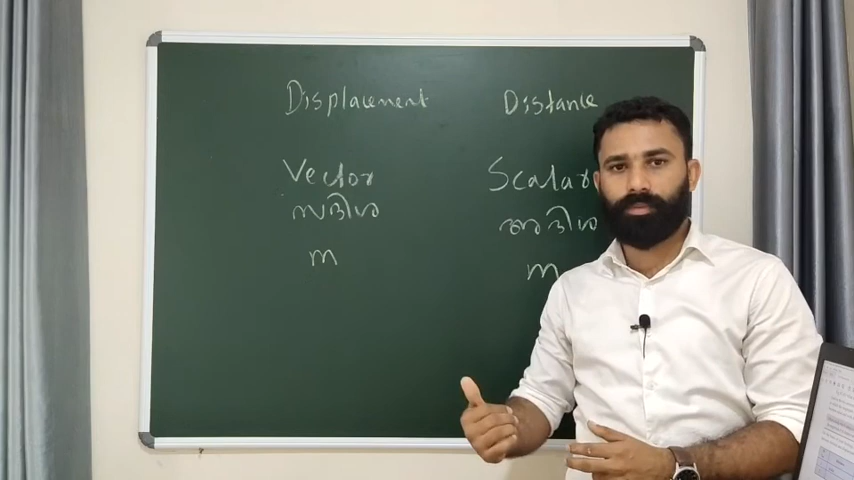 Displacement Distance
Vector Scalar
സദിശ അദിശ
m m